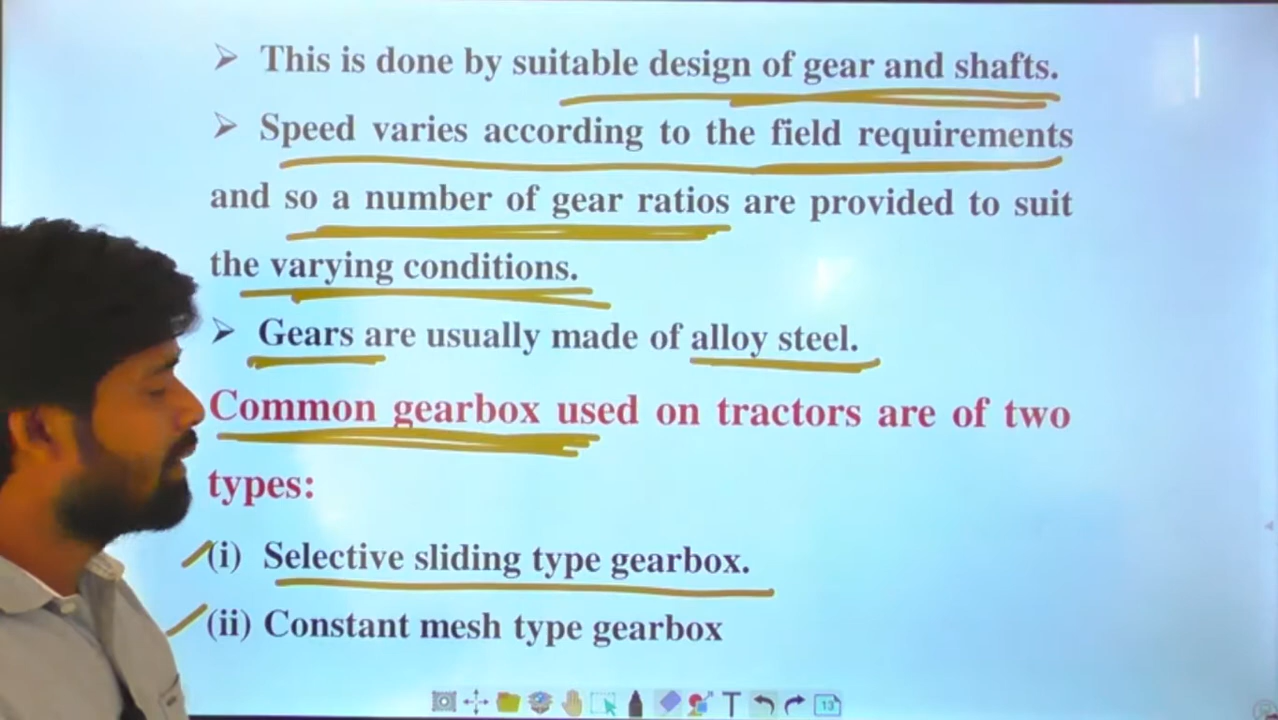 ➢ This is done by suitable design of gear and shafts.
➢ Speed varies according to the field requirements
and so a number of gear ratios are provided to suit
the varying conditions.
➢ Gears are usually made of alloy steel.
Common gearbox used on tractors are of two
types:
(i) Selective sliding type gearbox.
(ii) Constant mesh type gearbox
T
13